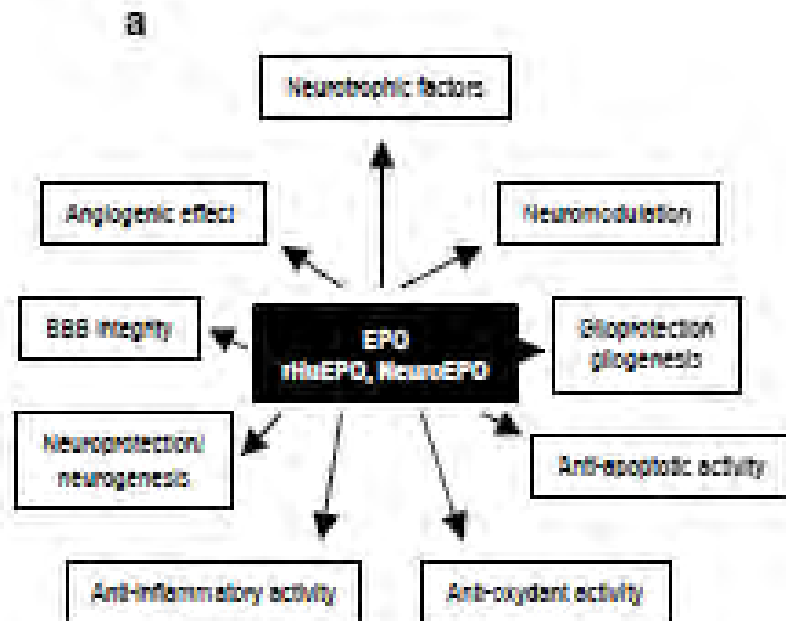 a
Neurotrophic factors
Angiogenic effect
Neuromodulation
BBB integrity
EPO
rHuEPO, NeuroEPO
Glioprotection
gliogenesis
Neuroprotection/
neurogenesis
Anti-apoptotic activity
Anti-inflammatory activity
Anti-oxydant activity